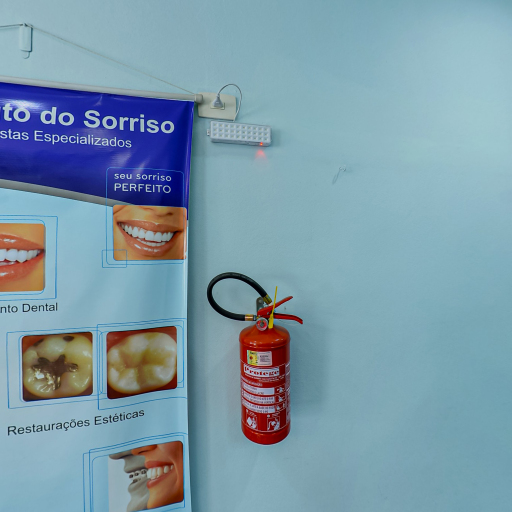 to do Sorriso
stas Especializados
seu sorriso
PERFEITO
nto Dental
Restaurações Estéticas
Protege